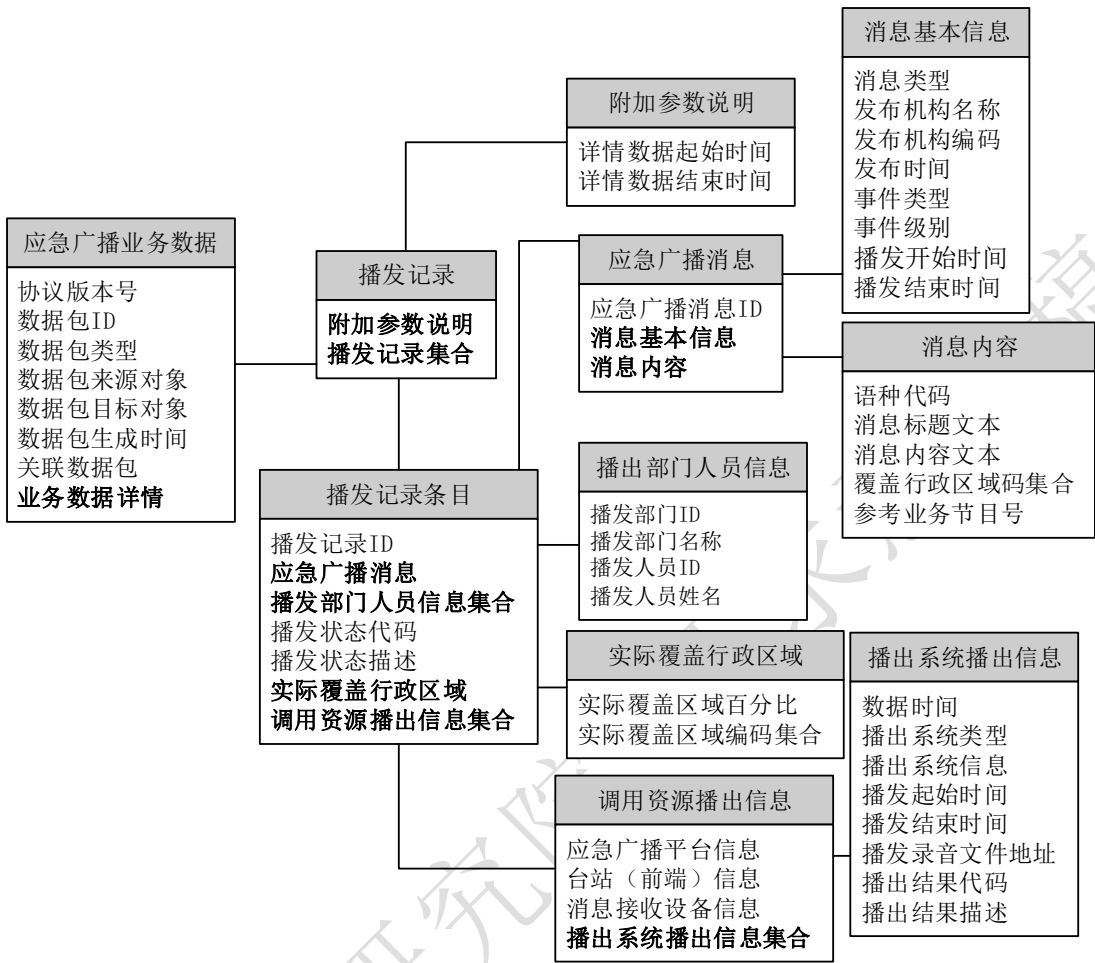 消息基本信息
消息类型
发布机构名称
发布机构编码
发布时间
事件类型
事件级别
播发开始时间
播发结束时间
附加参数说明
详情数据起始时间
详情数据结束时间
应急广播业务数据
协议版本号
数据包ID
数据包类型
数据包来源对象
数据包目标对象
数据包生成时间
关联数据包
业务数据详情
播发记录
附加参数说明
播发记录集合
应急广播消息
应急广播消息ID
消息基本信息
消息内容
消息内容
语种代码
消息标题文本
消息内容文本
覆盖行政区域码集合
参考业务节目号
播发记录条目
播发记录ID
应急广播消息
播发部门人员信息集合
播发状态代码
播发状态描述
实际覆盖行政区域
调用资源播出信息集合
播出部门人员信息
播发部门ID
播发部门名称
播发人员ID
播发人员姓名
实际覆盖行政区域
实际覆盖区域百分比
实际覆盖区域编码集合
播出系统播出信息
数据时间
播出系统类型
播出系统信息
播发起始时间
播发结束时间
播发录音文件地址
播出结果代码
播出结果描述
调用资源播出信息
应急广播平台信息
台站（前端）信息
消息接收设备信息
播出系统播出信息集合
研究院
稿